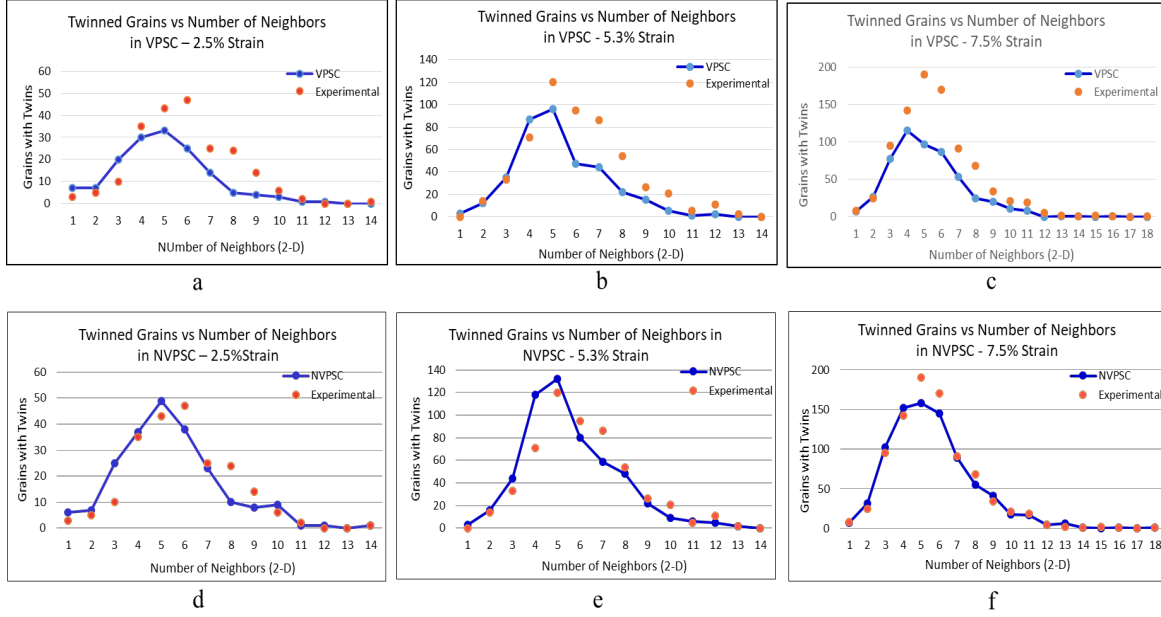 Twinned Grains vs Number of Neighbors
in VPSC – 2.5% Strain
VPSC
Experimental
Grains with Twins
60
50
40
30
20
10
0
1 2 3 4 5 6 7 8 9 10 11 12 13 14
NUmber of Neighbors (2-D)
a
Twinned Grains vs Number of Neighbors
in VPSC - 5.3% Strain
VPSC
Experimental
Grains with Twins
140
120
100
80
60
40
20
0
1 2 3 4 5 6 7 8 9 10 11 12 13 14
Number of Neighbors (2-D)
b
Twinned Grains vs Number of Neighbors
in VPSC - 7.5% Strain
VPSC
Experimental
Grains with Twins
200
150
100
50
0
1 2 3 4 5 6 7 8 9 10 11 12 13 14 15 16 17 18
Number of Neighbors (2-D)
c
Twinned Grains vs Number of Neighbors
in NVPSC – 2.5%Strain
NVPSC
Experimental
Grains with Twins
60
50
40
30
20
10
0
1 2 3 4 5 6 7 8 9 10 11 12 13 14
Number of Neighbors (2-D)
d
Twinned Grains vs Number of Neighbors in
NVPSC - 5.3% Strain
NVPSC
Experimental
Grains with Twins
140
120
100
80
60
40
20
0
1 2 3 4 5 6 7 8 9 10 11 12 13 14
Number of Neighbors (2-D)
e
Twinned Grains vs Number of Neighbors
in NVPSC - 7.5% Strain
NVPSC
Experimental
Grains with Twins
200
150
100
50
0
1 2 3 4 5 6 7 8 9 10 11 12 13 14 15 16 17 18
Number of Neighbors (2-D)
f